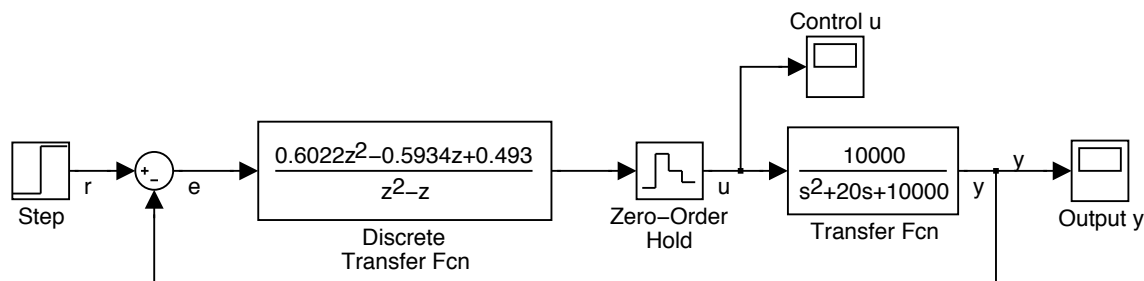 Control u
0.6022z²−0.5934z+0.493
z²−z
10000
s²+20s+10000
+
−
r
e
u
y
y
Step
Discrete
Transfer Fcn
Zero−Order
Hold
Transfer Fcn
Output y